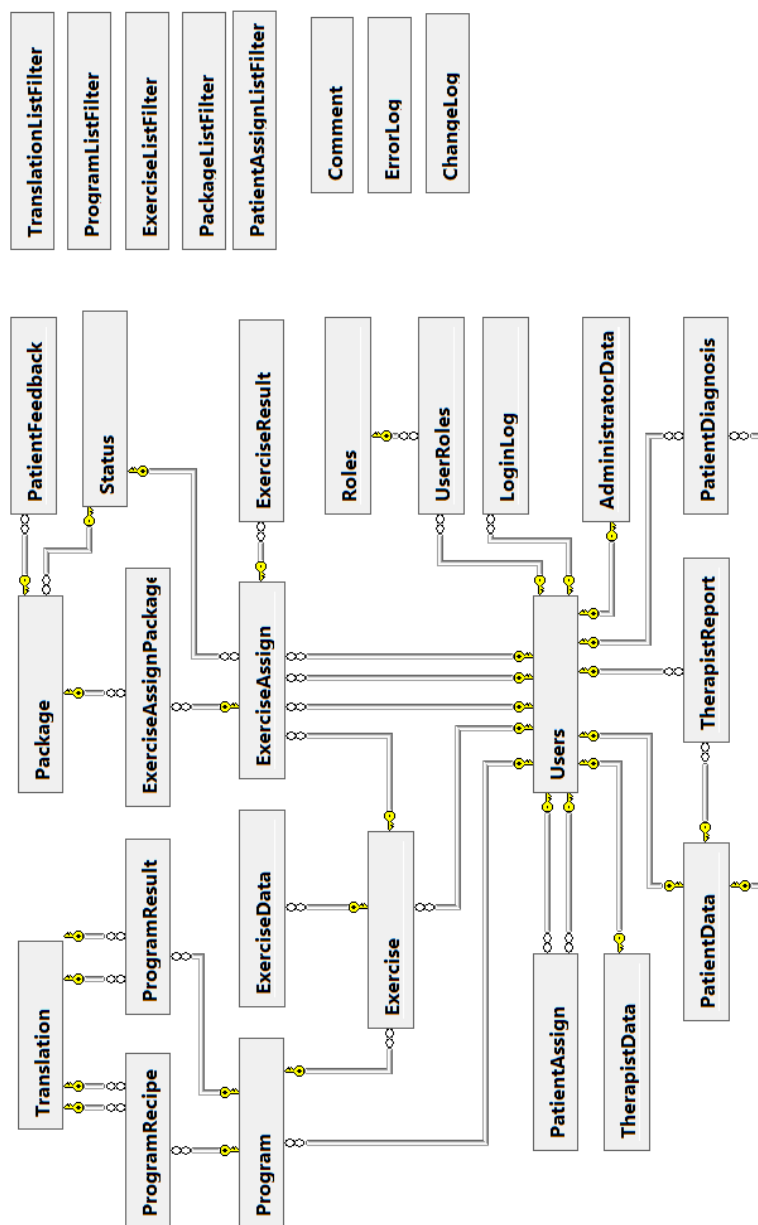 TranslationListFilter
ProgramListFilter
ExerciseListFilter
PackageListFilter
PatientAssignListFilter
Comment
ErrorLog
ChangeLog
PatientFeedback
Status
ExerciseResult
Roles
UserRoles
LoginLog
AdministratorData
PatientDiagnosis
Package
ExerciseAssignPackage
ExerciseAssign
Users
TherapistReport
Translation
ProgramResult
ExerciseData
Exercise
PatientData
ProgramRecipe
Program
PatientAssign
TherapistData